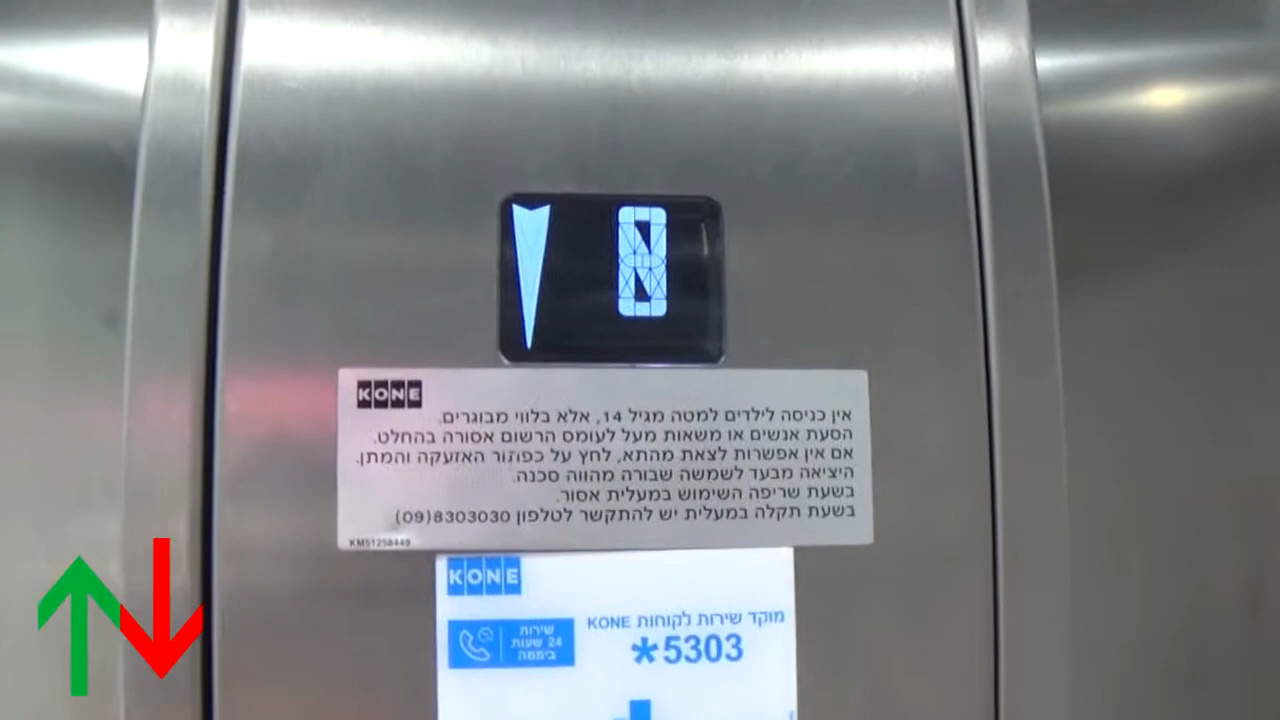 0
KONE
אין כניסה לילדים למטה מגיל 14, אלא בלווי מבוגרים.
הסעת אנשים או משאות מעל לעומס הרשום אסורה בהחלט.
אם אין אפשרות לצאת מהתא, לחץ על כפתור האזעקה והמתן.
היציאה מבעד לשמשה שבורה מהווה סכנה.
בשעת שריפה השימוש במעלית אסור.
בשעת תקלה במעלית יש להתקשר לטלפון 8303030(09)
KM51258449
KONE
מוקד שירות לקוחות KONE
*5303
שירות
24 שעות
ביממה